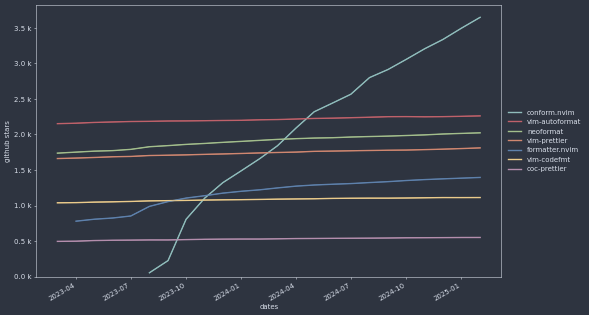 3.5 k
3.0 k
2.5 k
2.0 k
1.5 k
1.0 k
0.5 k
0.0 k
github stars
2023-04
2023-07
2023-10
2024-01
2024-04
2024-07
2024-10
2025-01
dates
conform.nvim
vim-autoformat
neoformat
vim-prettier
formatter.nvim
vim-codefmt
coc-prettier